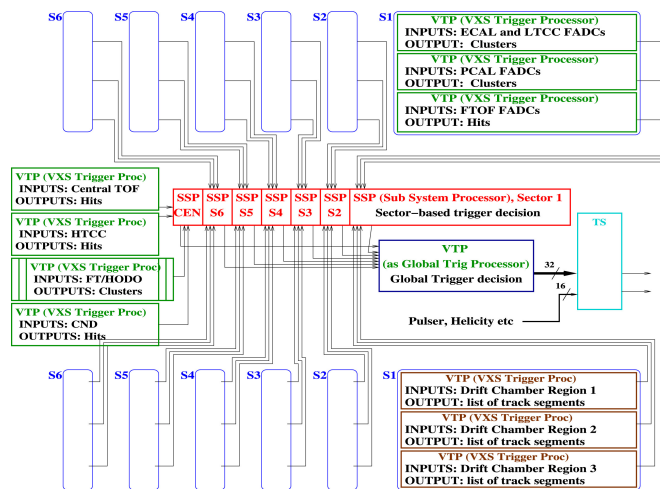 S6
S5
S4
S3
S2
S1
VTP (VXS Trigger Processor)
INPUTS: ECAL and LTCC FADCs
OUTPUT: Clusters
VTP (VXS Trigger Processor)
INPUTS: PCAL FADCs
OUTPUT: Clusters
VTP (VXS Trigger Processor)
INPUTS: FTOF FADCs
OUTPUT: Hits
VTP (VXS Trigger Proc)
INPUTS: Central TOF
OUTPUTS: Hits
VTP (VXS Trigger Proc)
INPUTS: HTCC
OUTPUTS: Hits
VTP (VXS Trigger Proc)
INPUTS: FT/HODO
OUTPUTS: Clusters
VTP (VXS Trigger Proc)
INPUTS: CND
OUTPUTS: Hits
SSP
CEN
SSP
S6
SSP
S5
SSP
S4
SSP
S3
SSP
S2
SSP (Sub System Processor), Sector 1
Sector−based trigger decision
VTP
(as Global Trig Processor)
Global Trigger decision
32
16
TS
Pulser, Helicity etc
S6
S5
S4
S3
S2
S1
VTP (VXS Trigger Proc)
INPUTS: Drift Chamber Region 1
OUTPUT: list of track segments
VTP (VXS Trigger Proc)
INPUTS: Drift Chamber Region 2
OUTPUT: list of track segments
VTP (VXS Trigger Proc)
INPUTS: Drift Chamber Region 3
OUTPUT: list of track segments